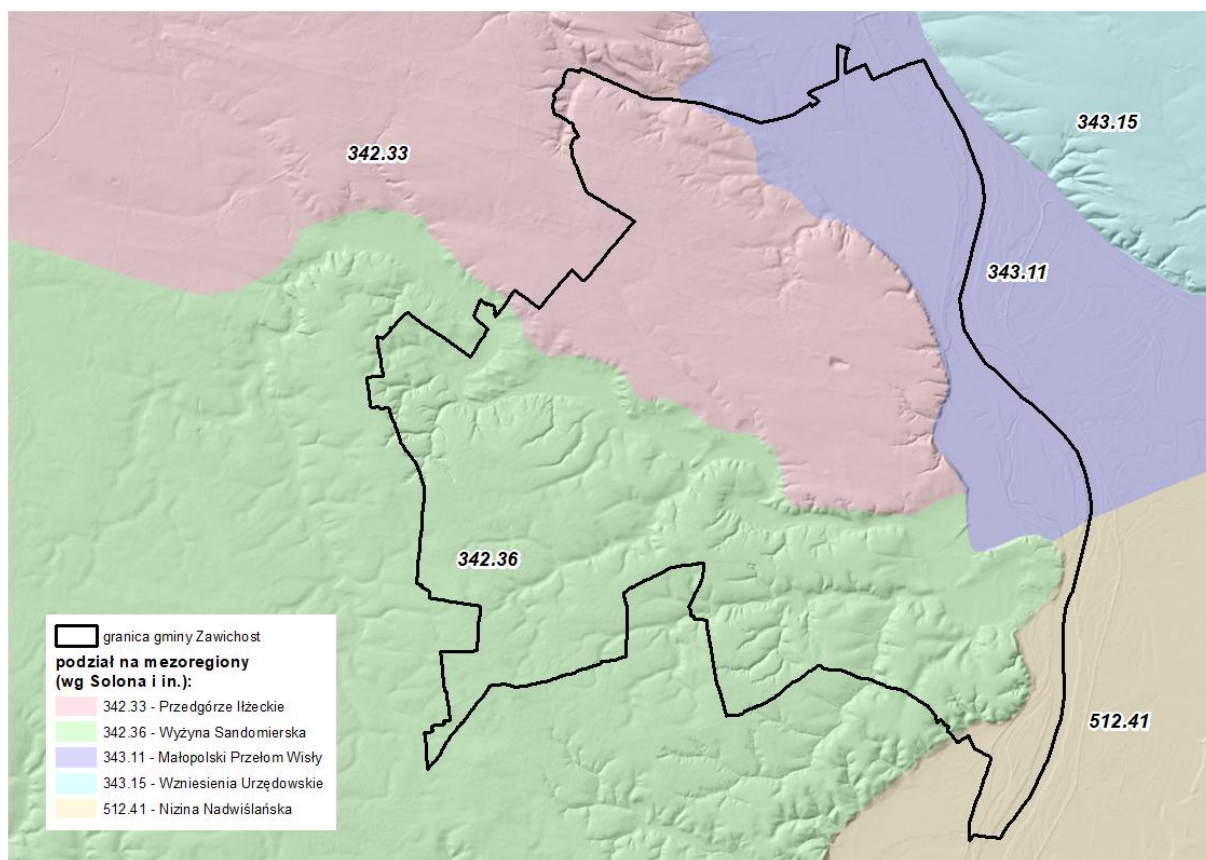 343.15
342.33
343.11
342.36
512.41
granica gminy Zawichost
podział na mezoregiony
(wg Solona i in.):
342.33 - Przedgórze Iłżeckie
342.36 - Wyżyna Sandomierska
343.11 - Małopolski Przełom Wisły
343.15 - Wzniesienia Urzędowskie
512.41 - Nizina Nadwiślańska